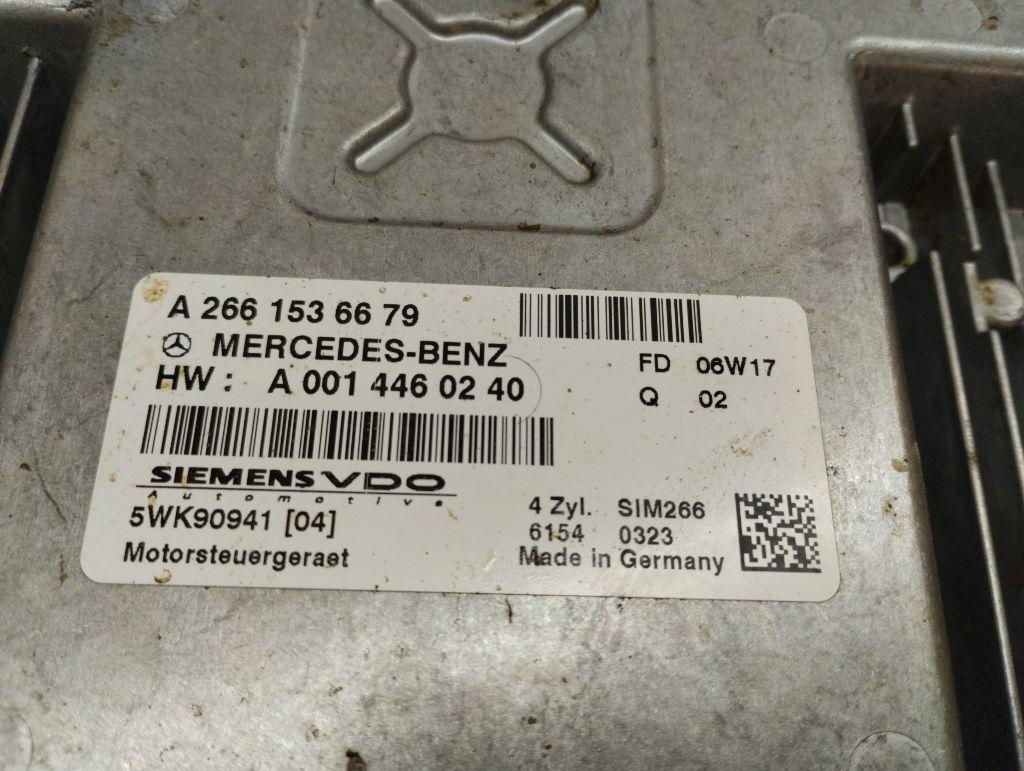 A 266 153 66 79
MERCEDES-BENZ
HW: A 001 446 02 40
FD 06W17
Q 02
SIEMENS VDO
Automotive
5WK90941 [04]
Motorsteuergeraet
4 Zyl. SIM266
6154 0323
Made in Germany